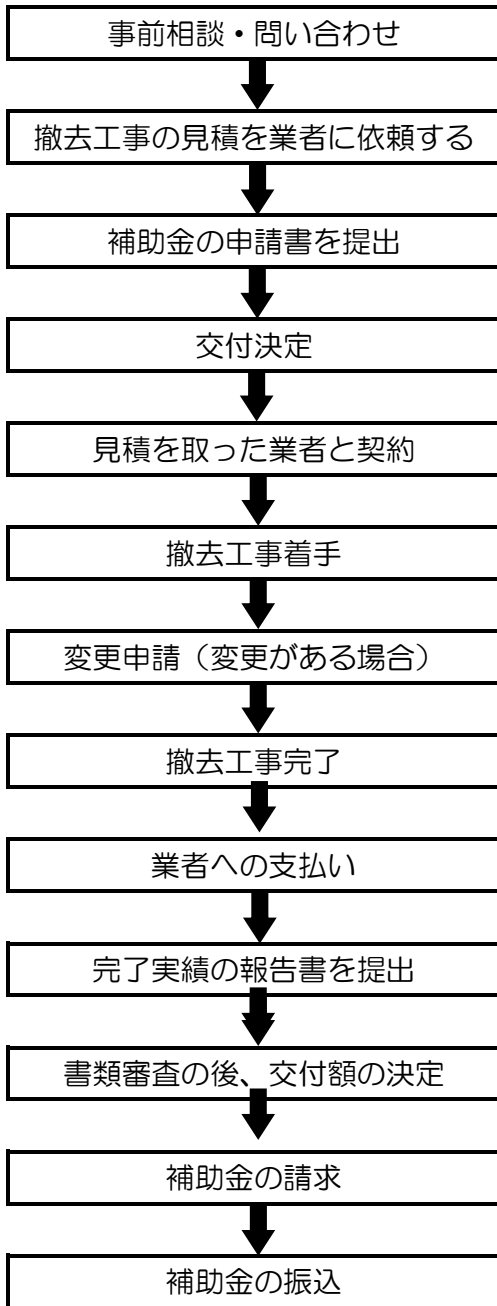 事前相談・問い合わせ
撤去工事の見積を業者に依頼する
補助金の申請書を提出
交付決定
見積を取った業者と契約
撤去工事着手
変更申請（変更がある場合）
撤去工事完了
業者への支払い
完了実績の報告書を提出
書類審査の後、交付額の決定
補助金の請求
補助金の振込